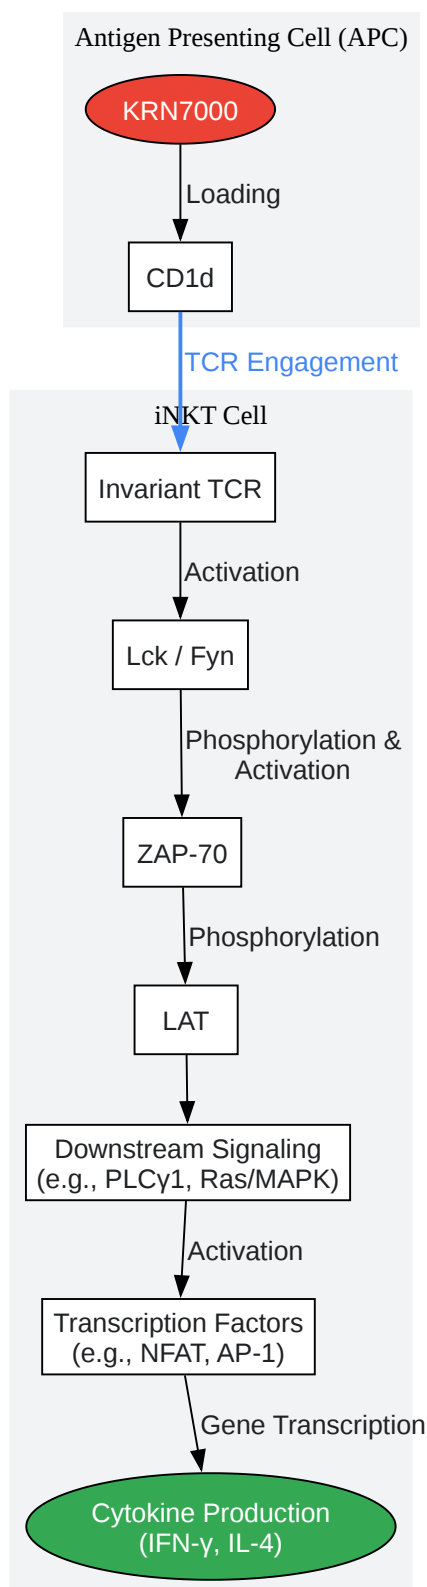 Antigen Presenting Cell (APC)
KRN7000
Loading
CD1d
TCR Engagement
iNKT Cell
Invariant TCR
Activation
Lck / Fyn
Phosphorylation &
Activation
ZAP-70
Phosphorylation
LAT
Downstream Signaling
(e.g., PLCγ1, Ras/MAPK)
Activation
Transcription Factors
(e.g., NFAT, AP-1)
Gene Transcription
Cytokine Production
(IFN-γ, IL-4)